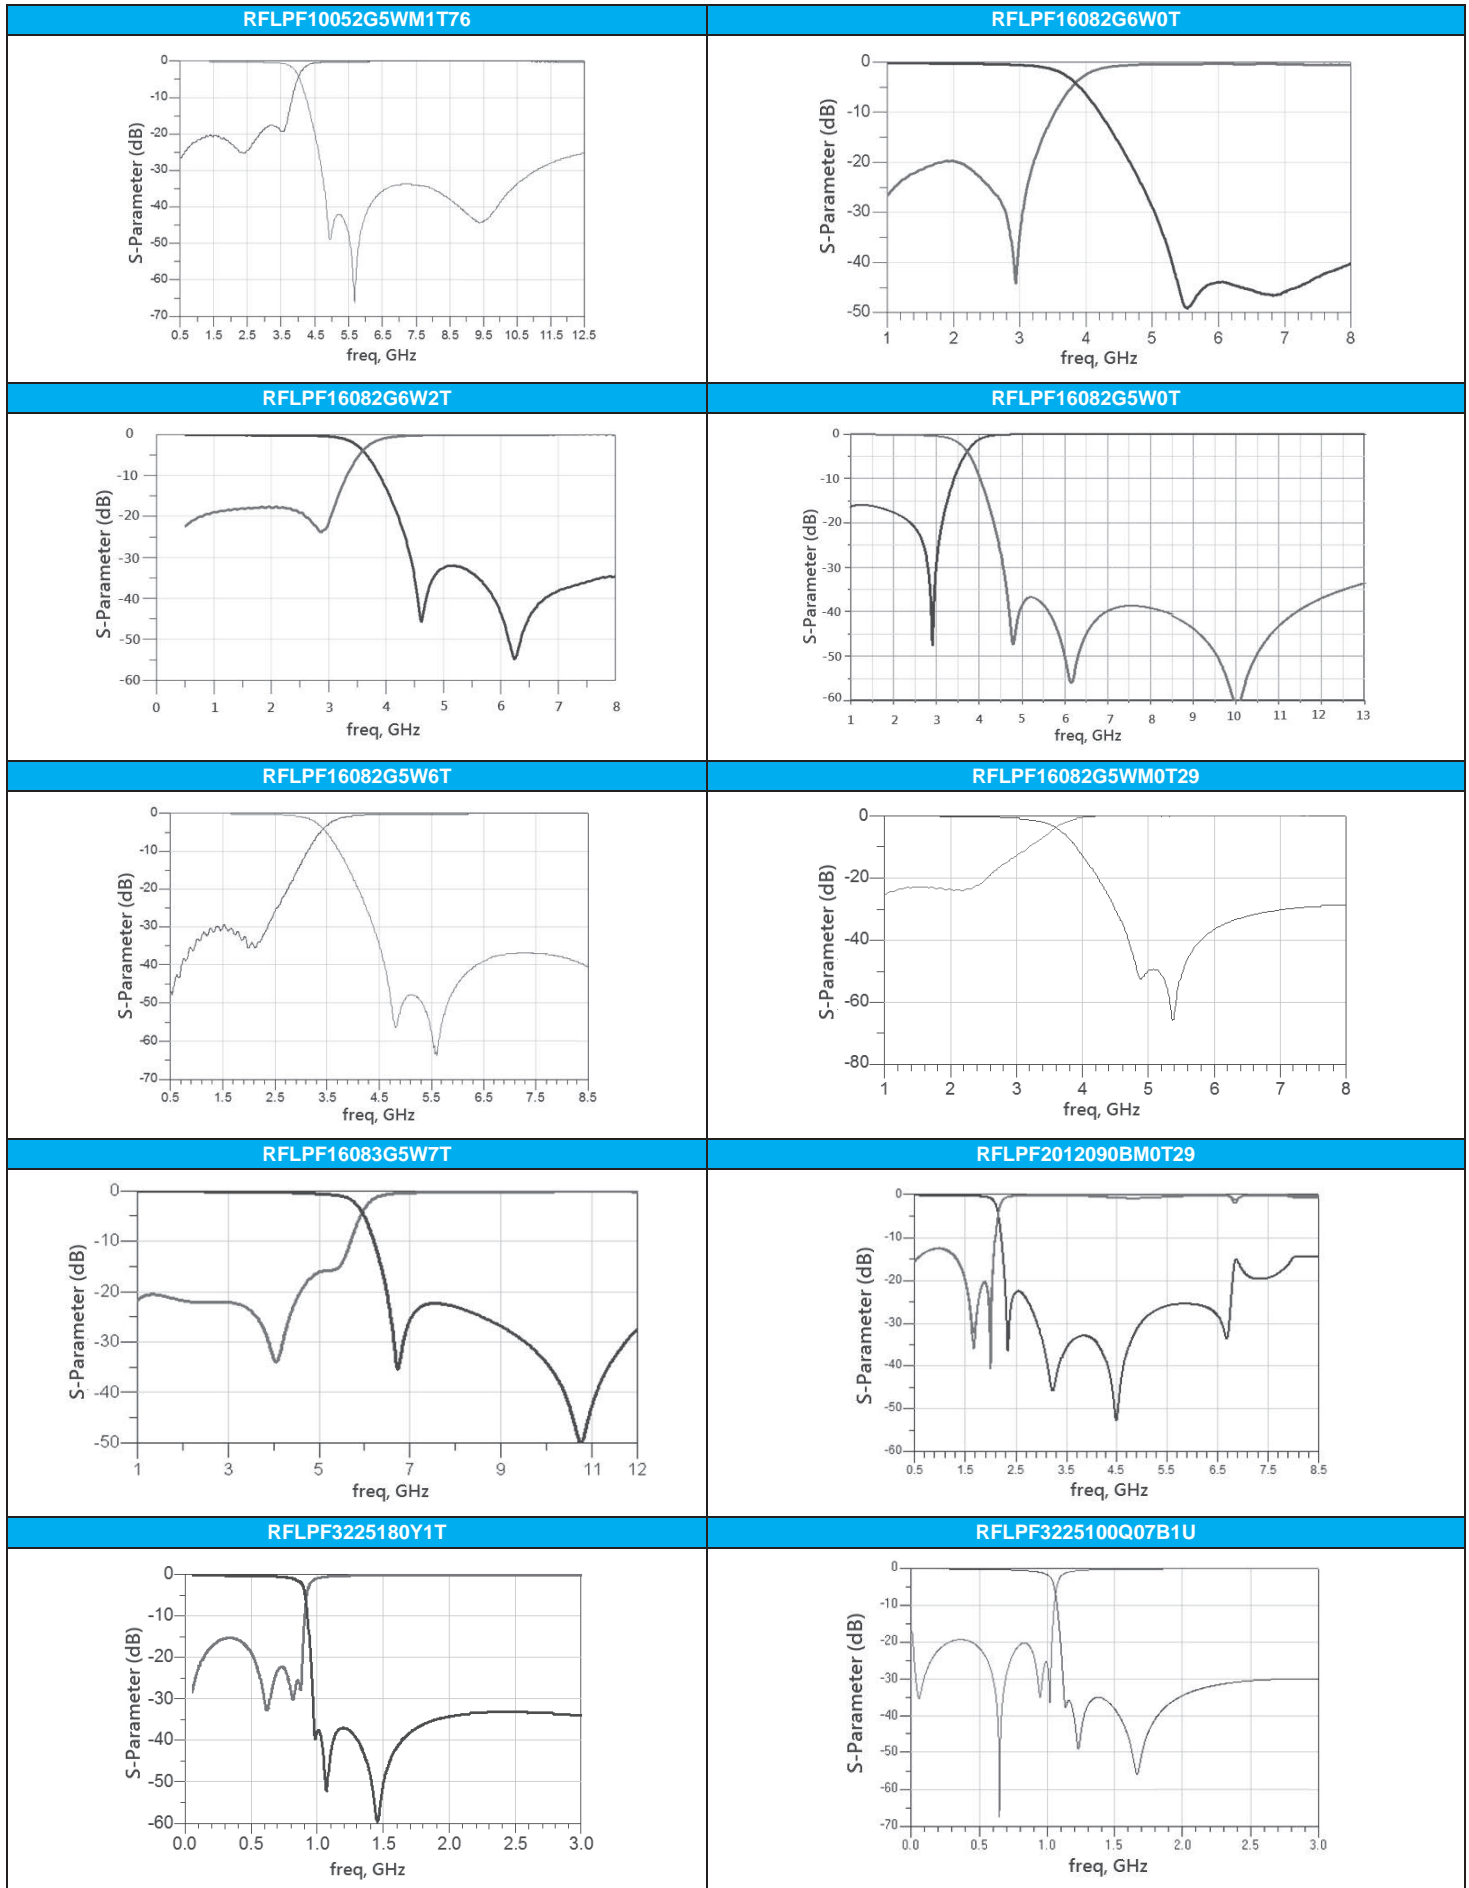 RFLPF10052G5WM1T76
0
-10
-20
-30
-40
-50
-60
-70
S-Parameter (dB)
0.5 1.5 2.5 3.5 4.5 5.5 6.5 7.5 8.5 9.5 10.5 11.5 12.5
freq, GHz
RFLPF16082G6W0T
0
-10
-20
-30
-40
-50
S-Parameter (dB)
1 2 3 4 5 6 7 8
freq, GHz
RFLPF16082G6W2T
0
-10
-20
-30
-40
-50
-60
S-Parameter (dB)
0 1 2 3 4 5 6 7 8
freq, GHz
RFLPF16082G5W0T
0
-10
-20
-30
-40
-50
-60
S-Parameter (dB)
1 2 3 4 5 6 7 8 9 10 11 12 13
freq, GHz
RFLPF16082G5W6T
0
-10
-20
-30
-40
-50
-60
-70
S-Parameter (dB)
0.5 1.5 2.5 3.5 4.5 5.5 6.5 7.5 8.5
freq, GHz
RFLPF16082G5WM0T29
0
-20
-40
-60
-80
S-Parameter (dB)
1 2 3 4 5 6 7 8
freq, GHz
RFLPF16083G5W7T
0
-10
-20
-30
-40
-50
S-Parameter (dB)
1 3 5 7 9 11 12
freq, GHz
RFLPF2012090BM0T29
0
-10
-20
-30
-40
-50
-60
S-Parameter (dB)
0.5 1.5 2.5 3.5 4.5 5.5 6.5 7.5 8.5
freq, GHz
RFLPF3225180Y1T
0
-10
-20
-30
-40
-50
-60
S-Parameter (dB)
0.0 0.5 1.0 1.5 2.0 2.5 3.0
freq, GHz
RFLPF3225100Q07B1U
0
-10
-20
-30
-40
-50
-60
-70
S-Parameter (dB)
0.0 0.5 1.0 1.5 2.0 2.5 3.0
freq, GHz